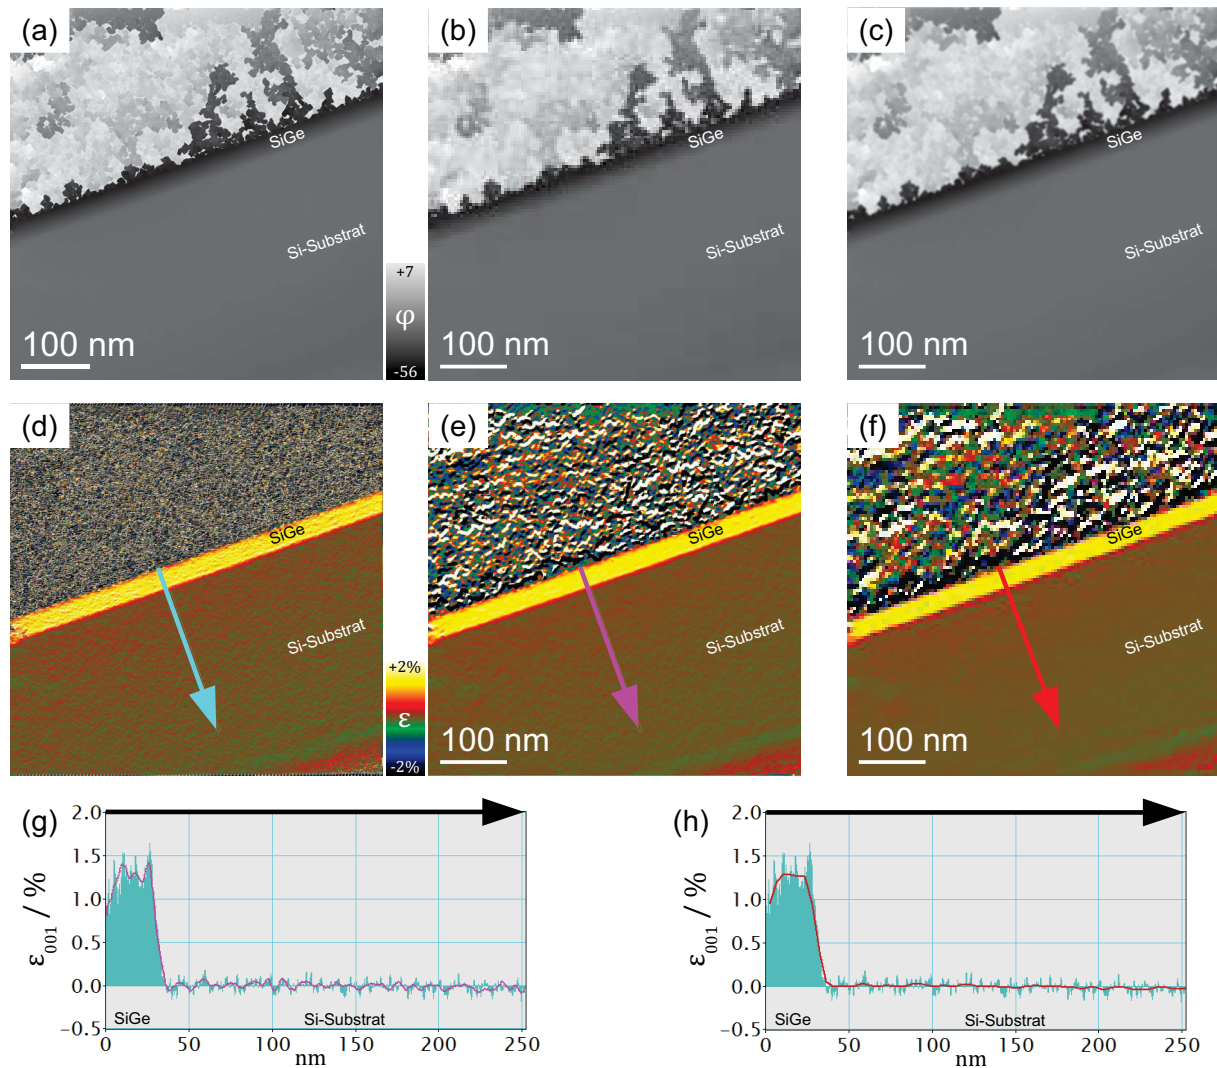 (a)
SiGe
Si-Substrat
100 nm
+7
φ
-56
(b)
SiGe
Si-Substrat
100 nm
(c)
SiGe
Si-Substrat
100 nm
(d)
SiGe
Si-Substrat
+2%
ε
-2%
(e)
SiGe
Si-Substrat
100 nm
(f)
SiGe
Si-Substrat
100 nm
(g)
2.0
1.5
1.0
0.5
0.0
-0.5
ε001 / %
SiGe
Si-Substrat
0 50 100 150 200 250
nm
(h)
2.0
1.5
1.0
0.5
0.0
-0.5
ε001 / %
SiGe
Si-Substrat
0 50 100 150 200 250
nm